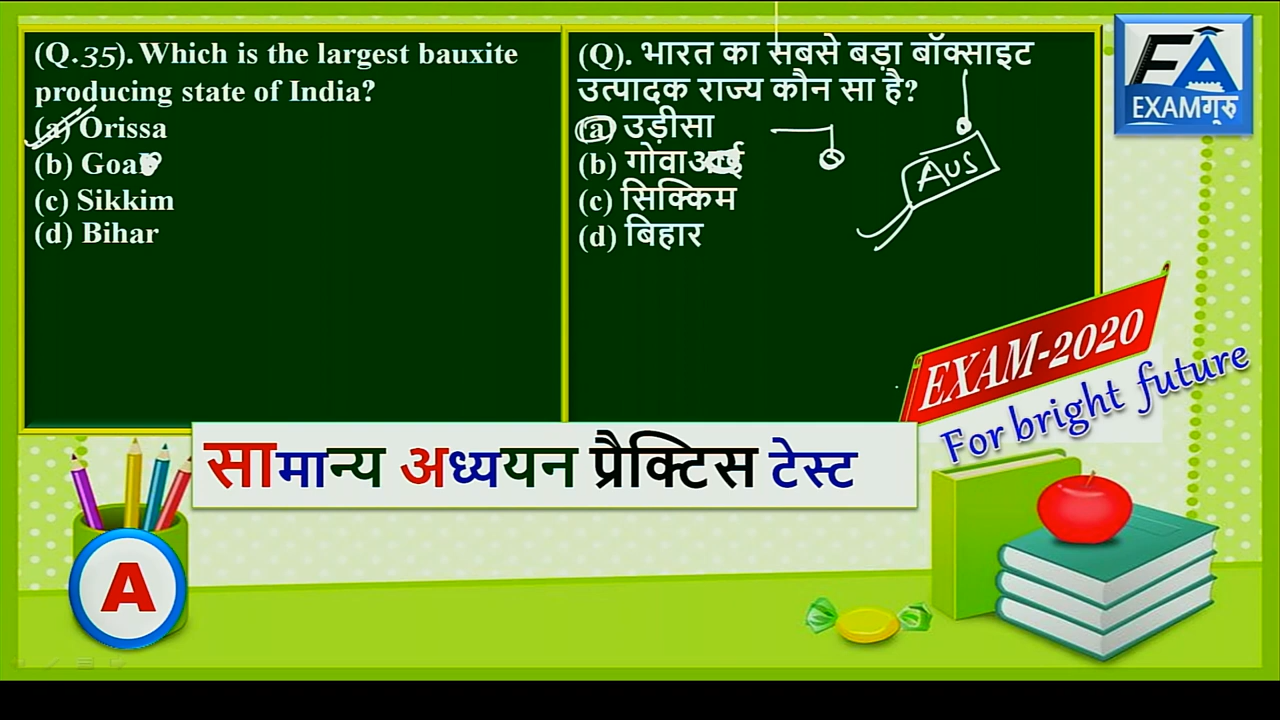 (Q.35). Which is the largest bauxite
producing state of India?
(a) Orissa
(b) Goa
(c) Sikkim
(d) Bihar
(Q). भारत का सबसे बड़ा बॉक्साइट
उत्पादक राज्य कौन सा है?
(a) उड़ीसा
(b) गोवा
(c) सिक्किम
(d) बिहार
Aus
EXAMगुरु
EXAM-2020
For bright future
सामान्य अध्ययन प्रैक्टिस टेस्ट
A